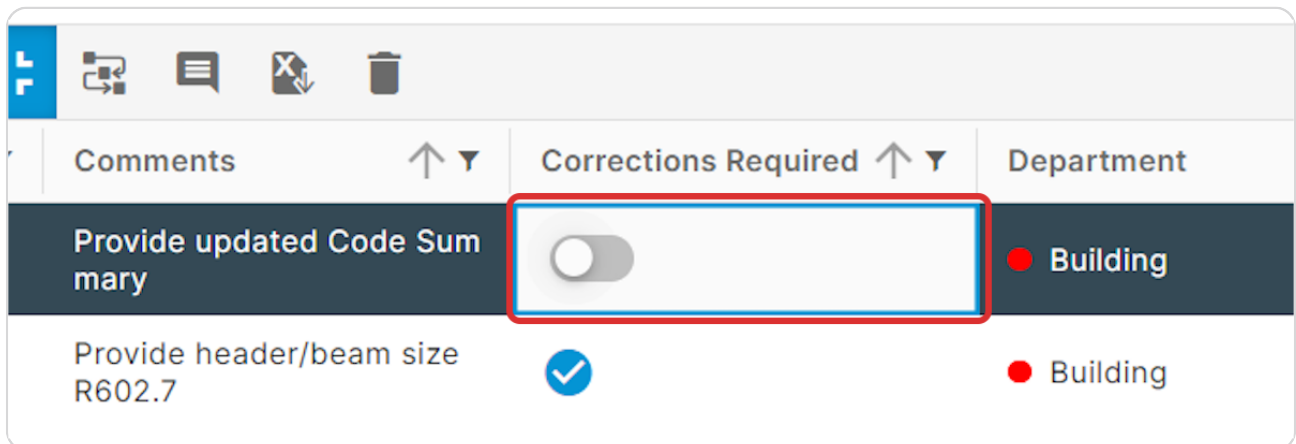 Comments Corrections Required Department
Provide updated Code Sum
mary
Building
Provide header/beam size
R602.7
Building